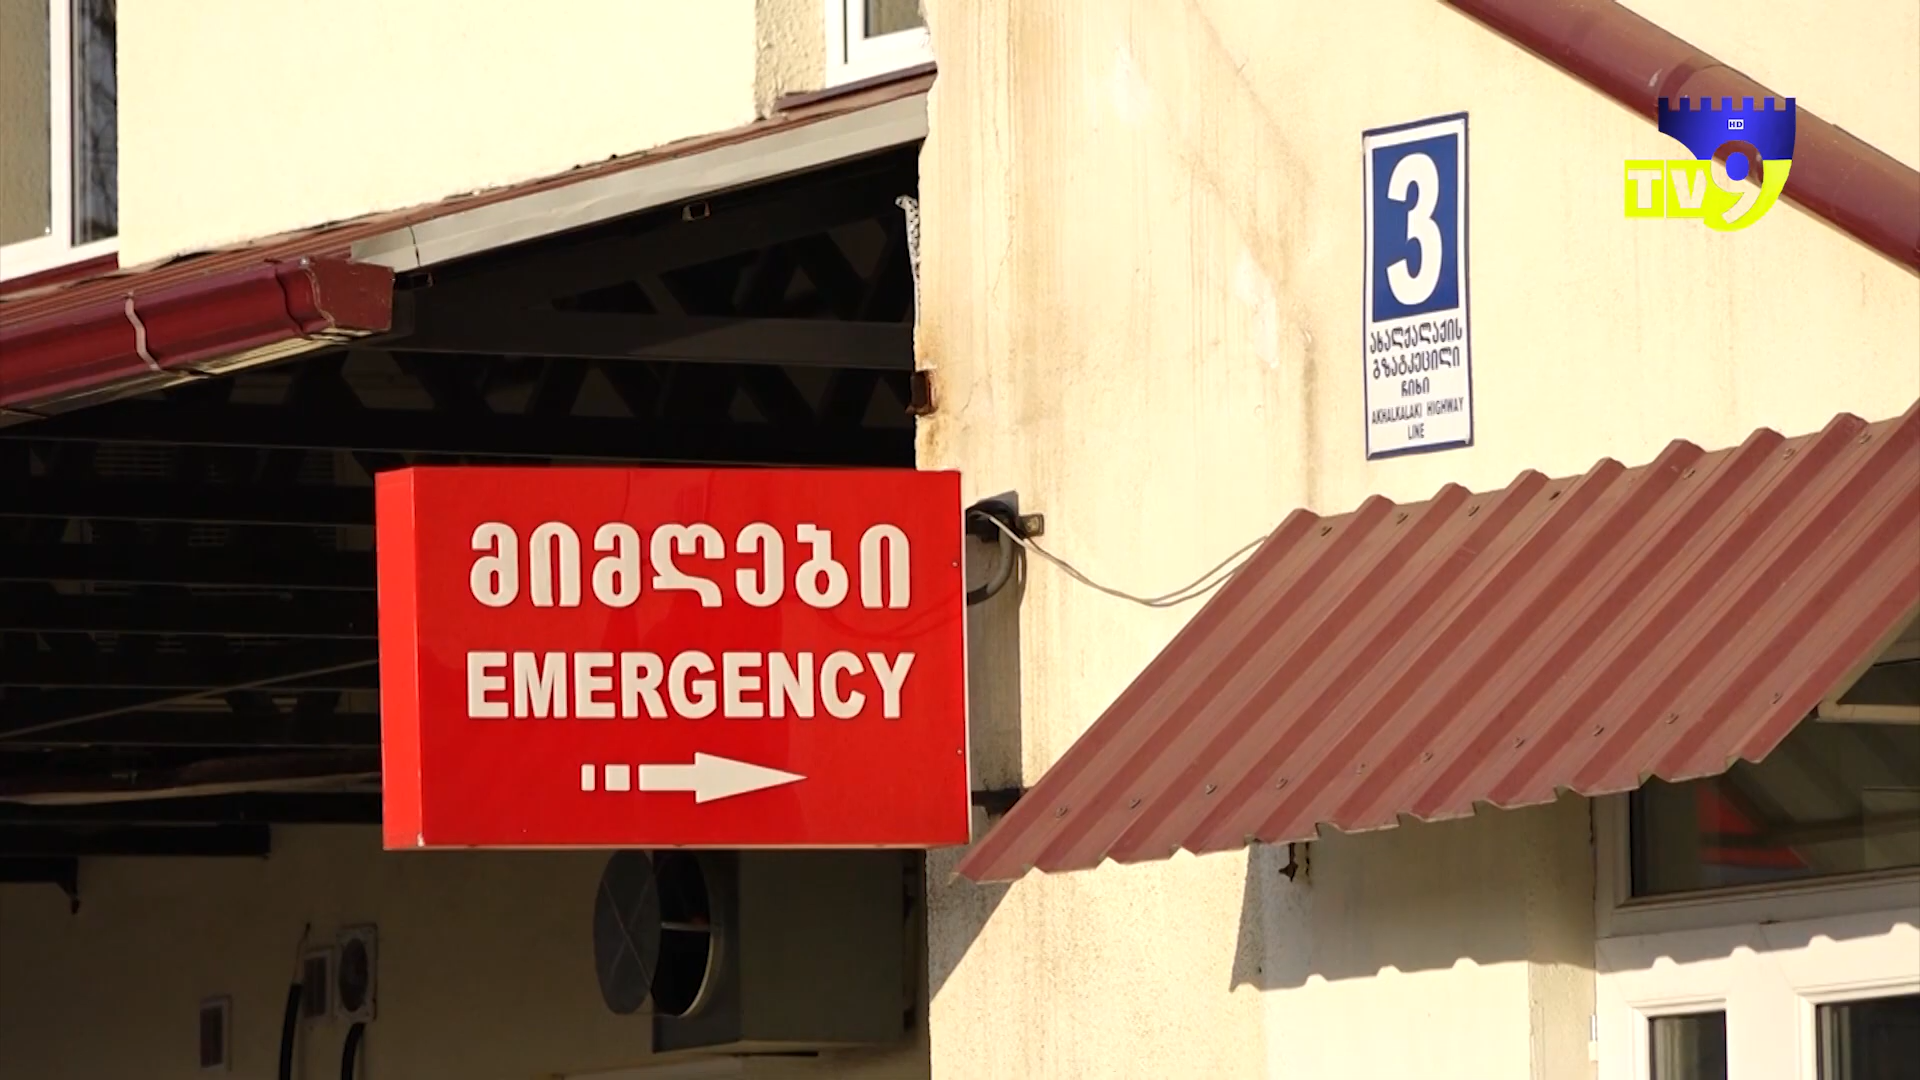 მიმღები
EMERGENCY
3
ახალქალაქის
გზატკეცილი
ჩიხი
AKHALKALAKI HIGHWAY
LINE
HD
TV9